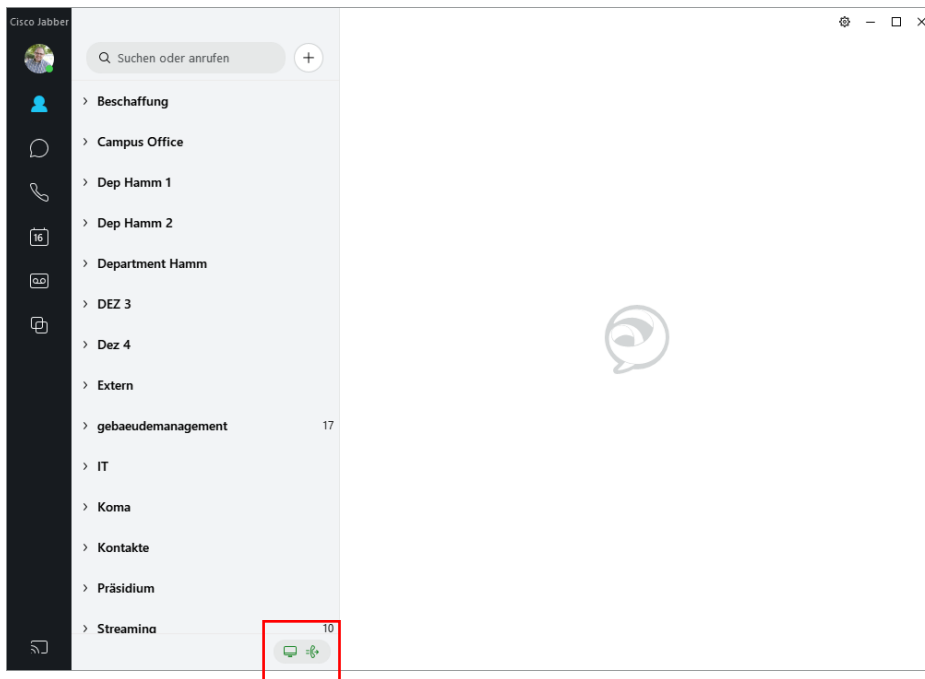 Cisco Jabber
Suchen oder anrufen
Beschaffung
Campus Office
Dep Hamm 1
Dep Hamm 2
16
Department Hamm
DEZ 3
Dez 4
Extern
gebaeudemanagement 17
IT
Koma
Kontakte
Präsidium
Streaming 10